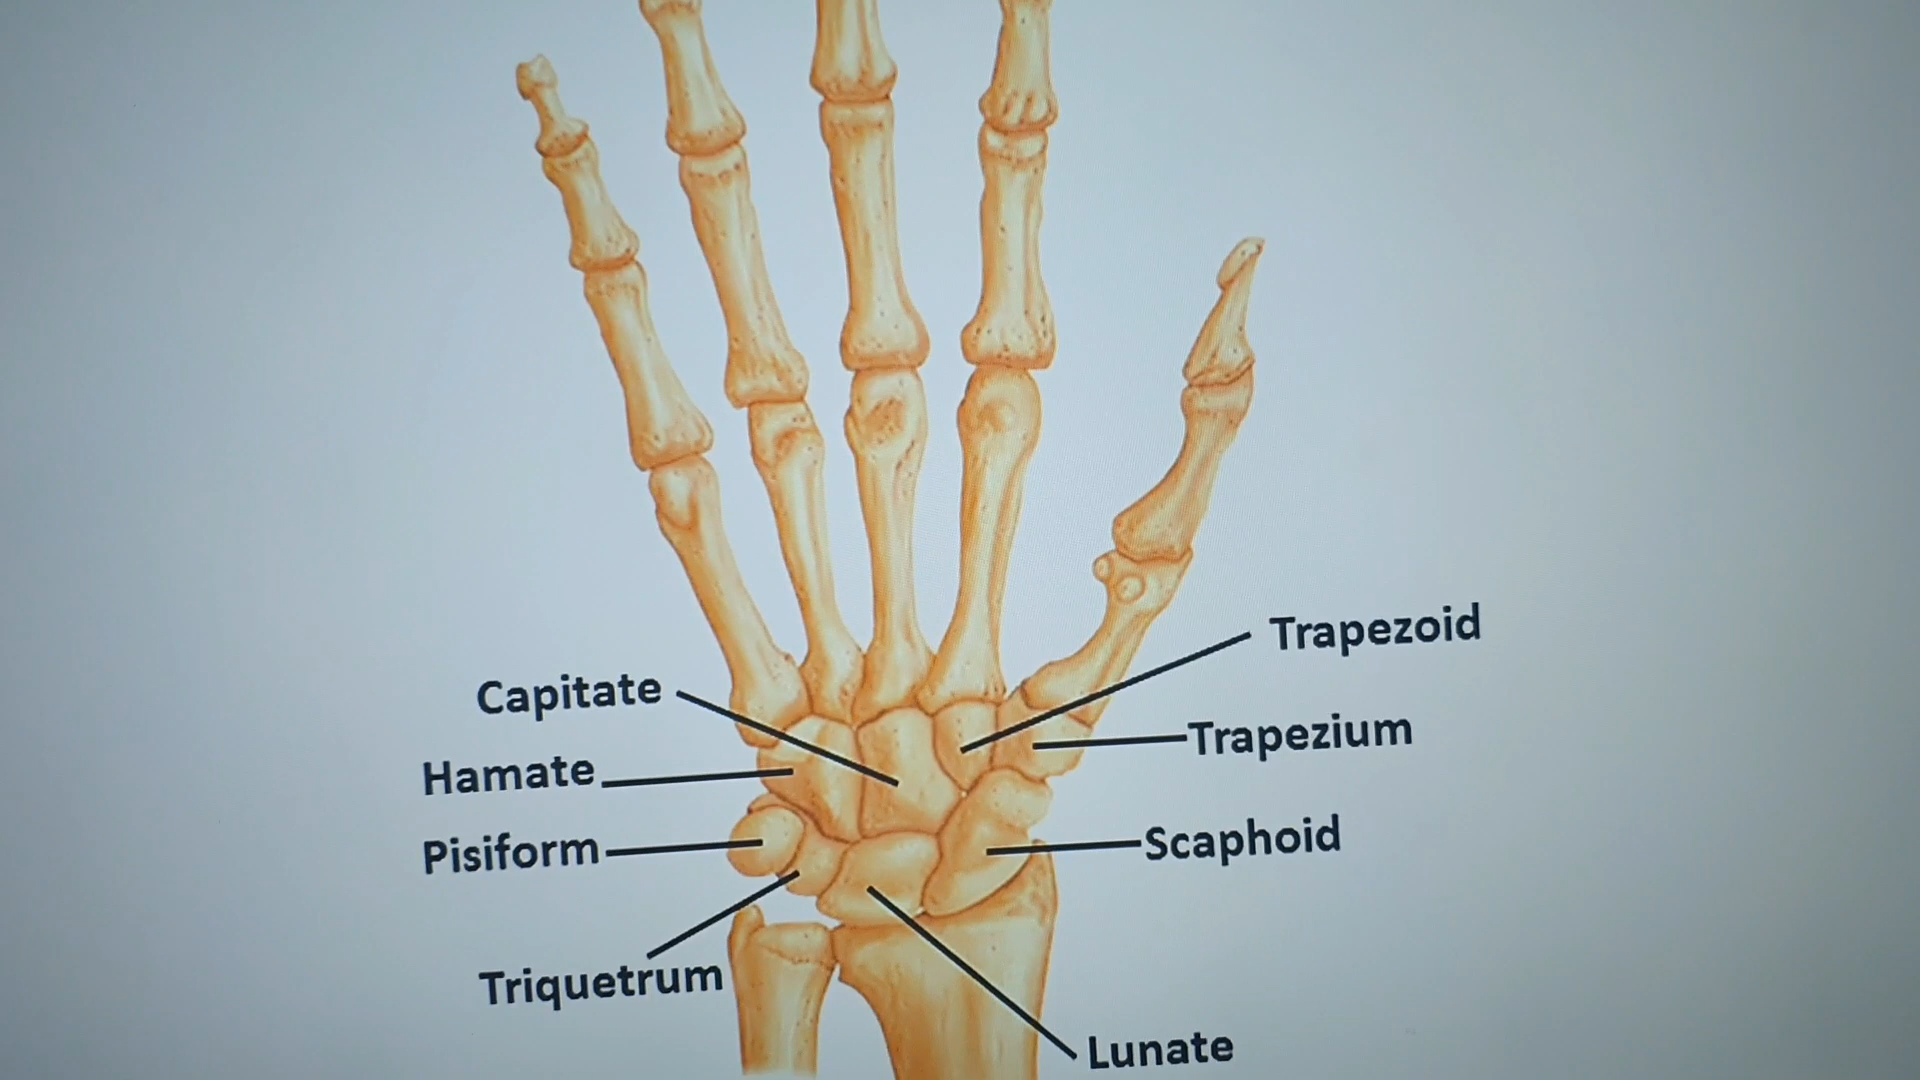 Trapezoid
Capitate
Trapezium
Hamate
Pisiform
Scaphoid
Triquetrum
Lunate